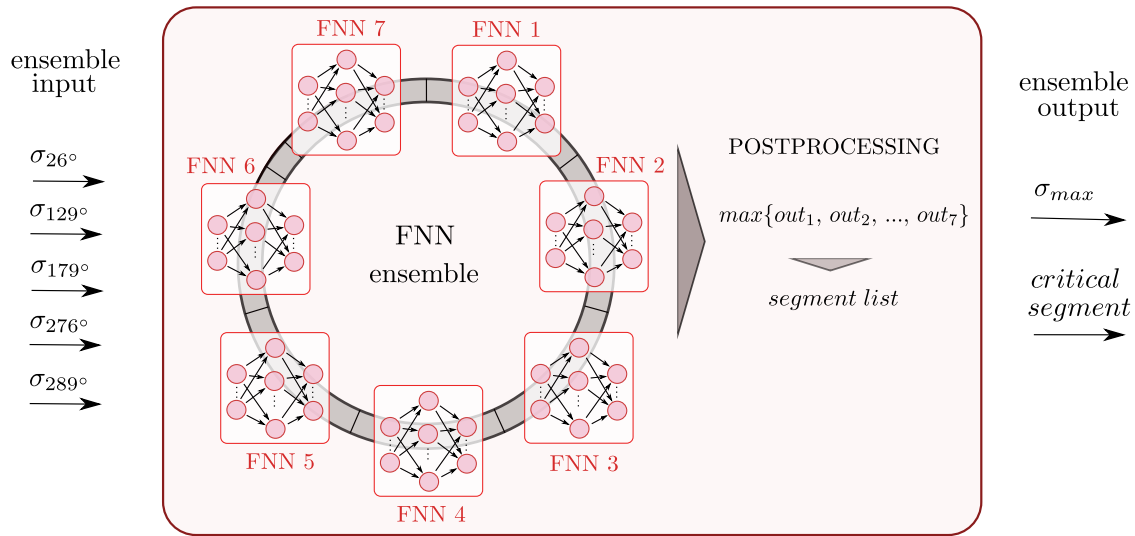 ensemble
input
σ26°
σ129°
σ179°
σ276°
σ289°
FNN 7
FNN 1
FNN 6
FNN 2
FNN
ensemble
FNN 5
FNN 3
FNN 4
POSTPROCESSING
max{out1, out2, ..., out7}
segment list
ensemble
output
σmax
critical
segment